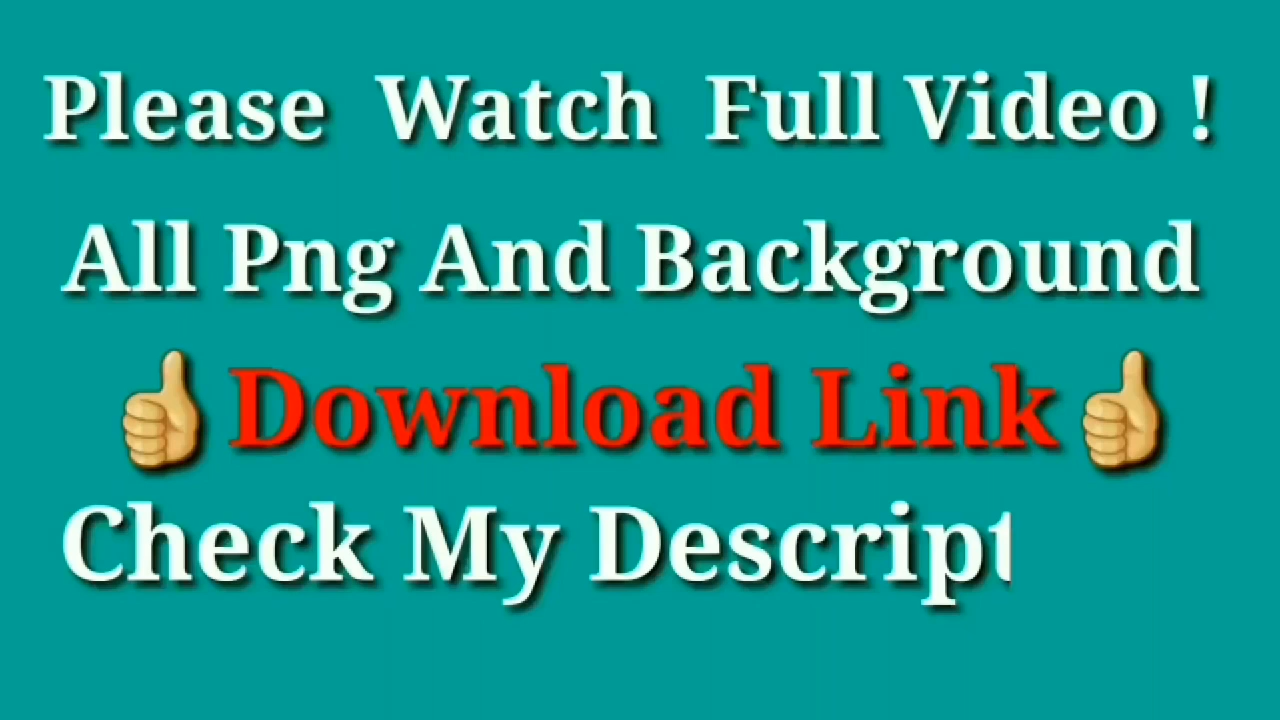 Please Watch Full Video !
All Png And Background
👍Download Link👍
Check My Descript